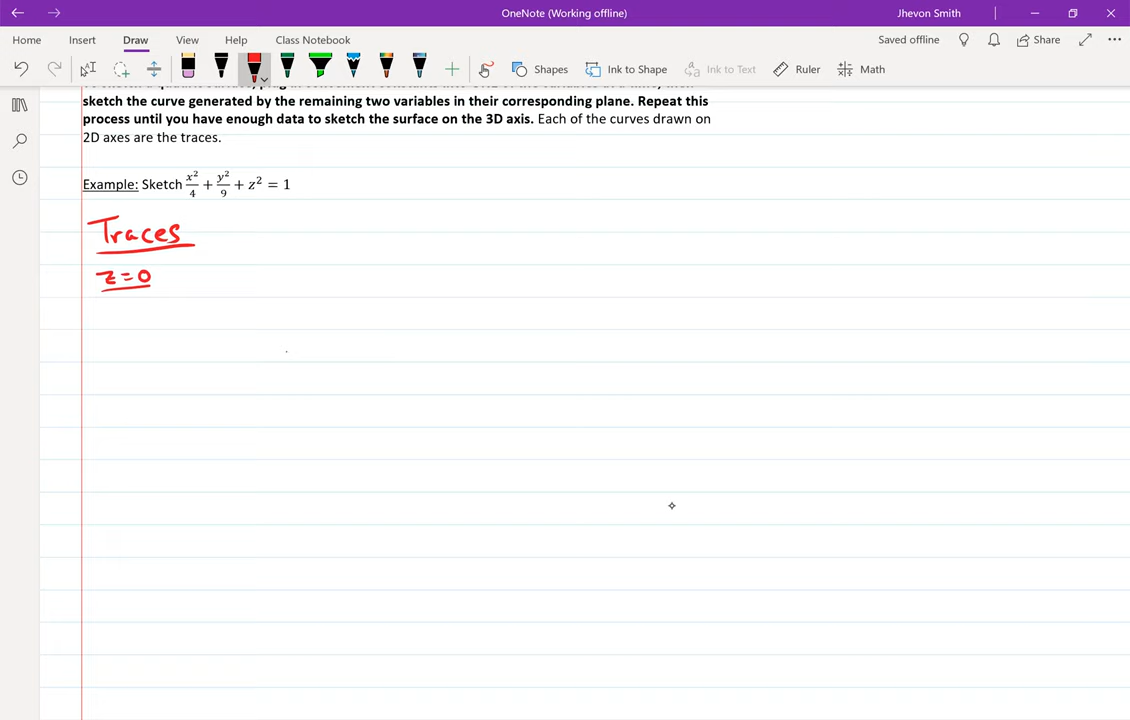 OneNote (Working offline)
Jhevon Smith
Home Insert Draw View Help Class Notebook
Saved offline
Share
Shapes
Ink to Shape
Ink to Text
Ruler
Math
sketch the curve generated by the remaining two variables in their corresponding plane. Repeat this
process until you have enough data to sketch the surface on the 3D axis. Each of the curves drawn on
2D axes are the traces.
Example: Sketch x²/4 + y²/9 + z² = 1
Traces
z=0